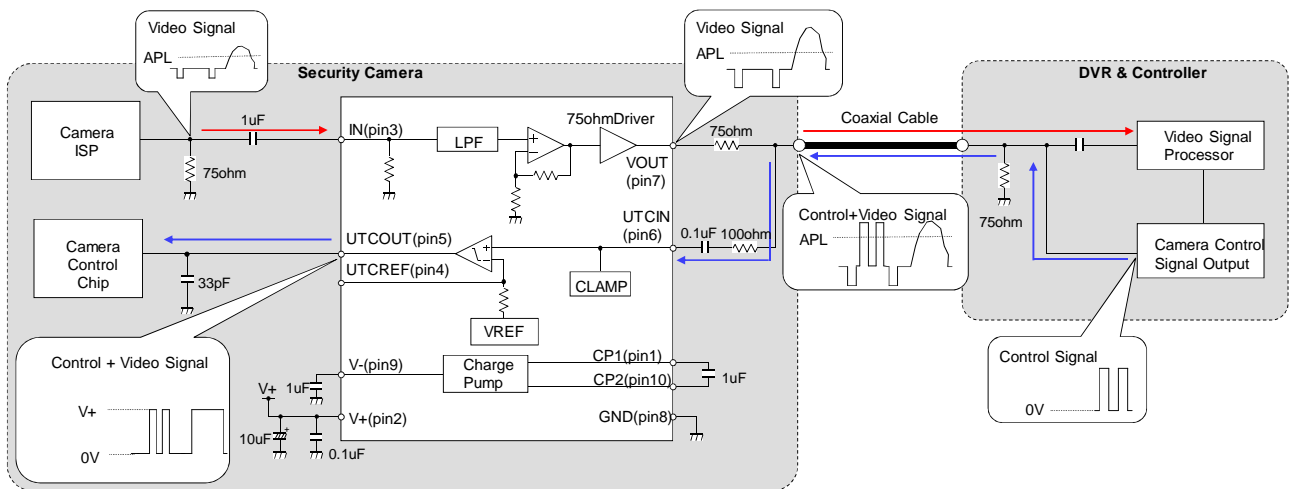 Video Signal
APL
Security Camera
Video Signal
APL
DVR & Controller
Camera
ISP
1uF
75ohm
IN(pin3)
LPF
75ohmDriver
VOUT
(pin7)
75ohm
Coaxial Cable
Video Signal
Processor
75ohm
Camera
Control
Chip
33pF
UTCOUT(pin5)
UTCREF(pin4)
VREF
CLAMP
UTCIN
(pin6)
0.1uF
100ohm
Control+Video Signal
APL
Camera Control
Signal Output
Control + Video Signal
V+
0V
V-(pin9)
1uF
V+
V+(pin2)
10uF
+
0.1uF
Charge
Pump
CP1(pin1)
CP2(pin10)
1uF
GND(pin8)
Control Signal
0V